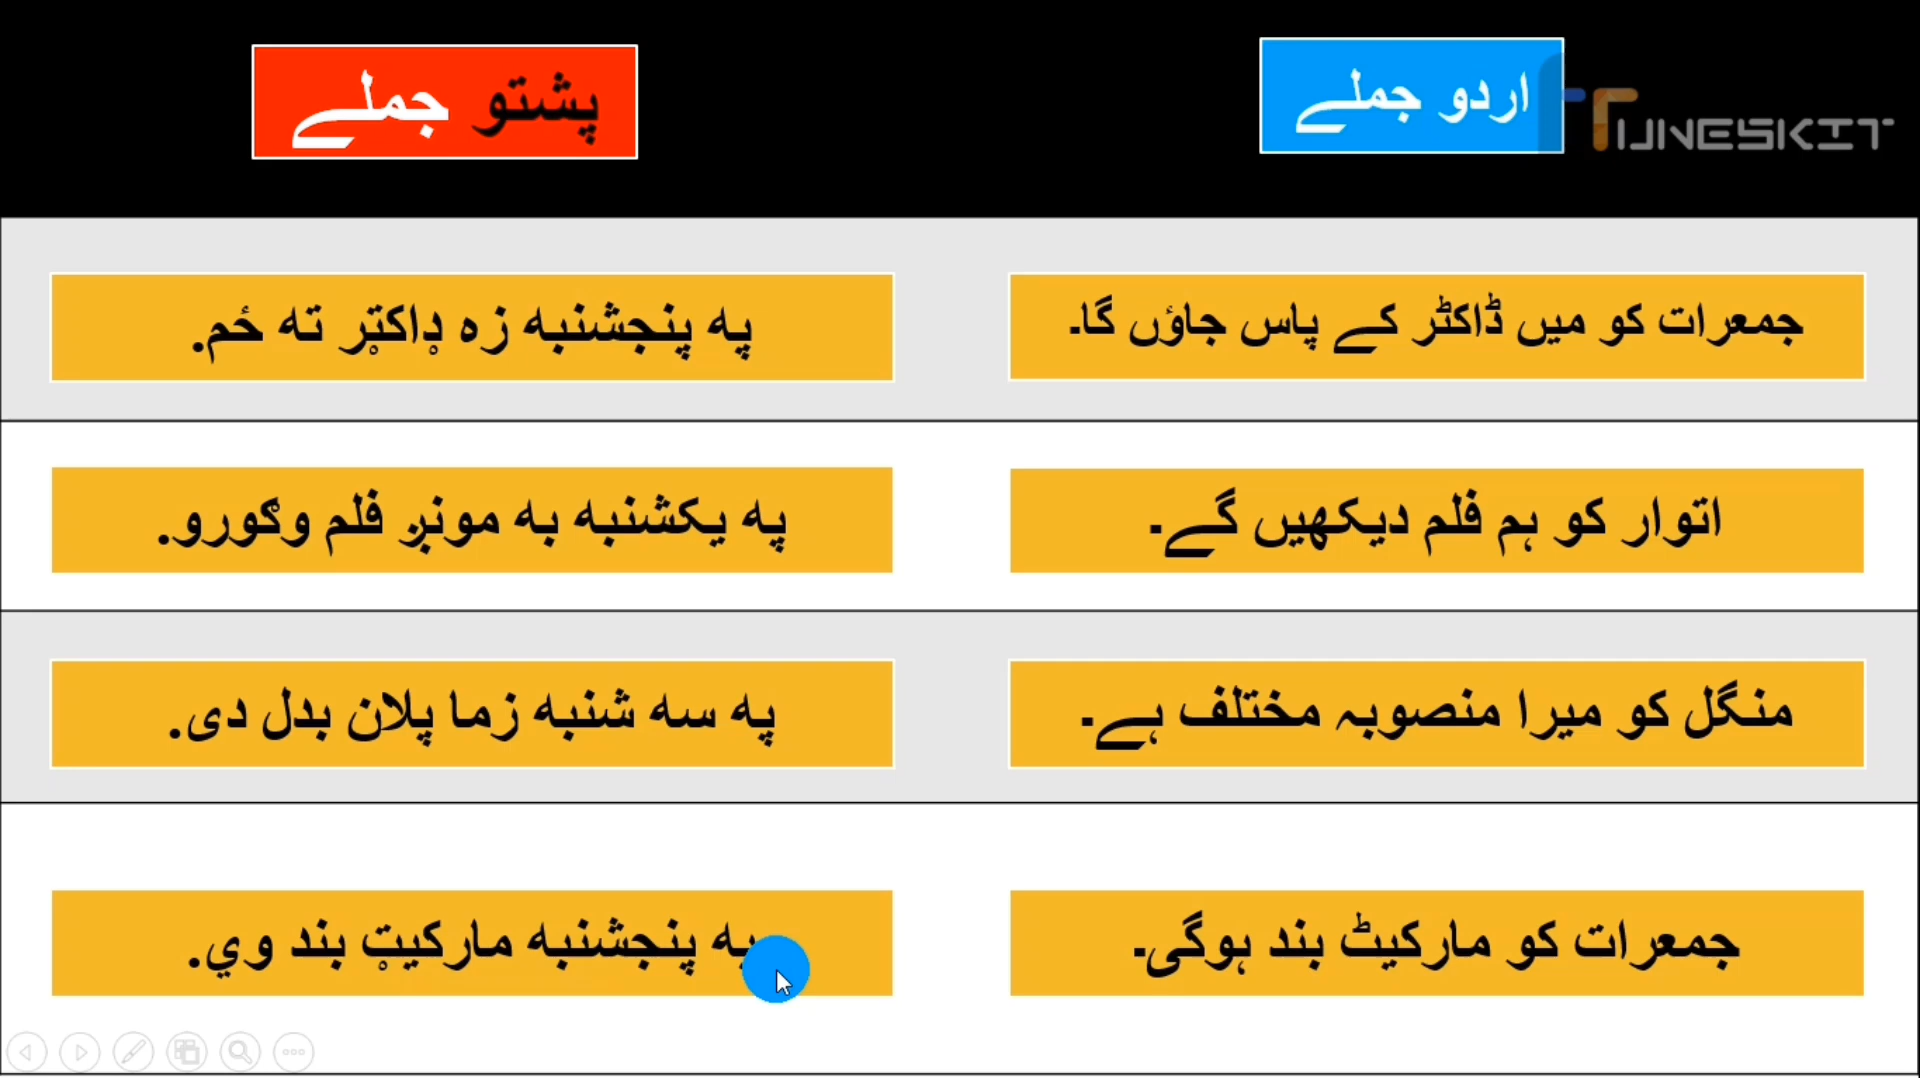 اردو جملے
پشتو جملے
TUNESKIT
جمعرات کو میں ڈاکٹر کے پاس جاؤں گا۔
په پنجشنبه زه ډاکټر ته ځم.
اتوار کو ہم فلم دیکھیں گے۔
په یکشنبه به مونږ فلم وګورو.
منگل کو میرا منصوبہ مختلف ہے۔
په سه شنبه زما پلان بدل دی.
جمعرات کو مارکیٹ بند ہوگی۔
په پنجشنبه مارکیټ بند وي.